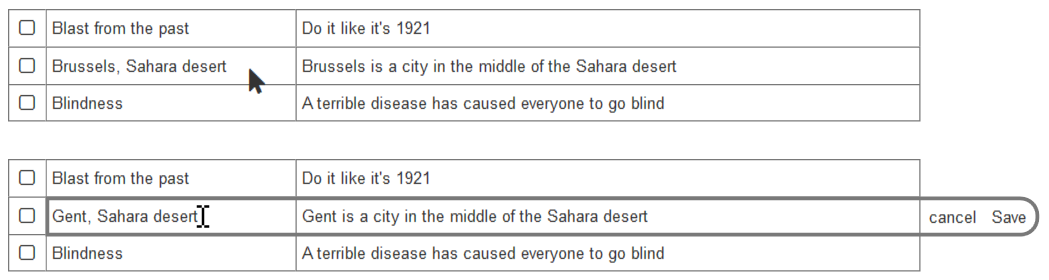 Blast from the past Do it like it's 1921
Brussels, Sahara desert Brussels is a city in the middle of the Sahara desert
Blindness A terrible disease has caused everyone to go blind
Blast from the past Do it like it's 1921
Gent, Sahara desert Gent is a city in the middle of the Sahara desert cancel Save
Blindness A terrible disease has caused everyone to go blind